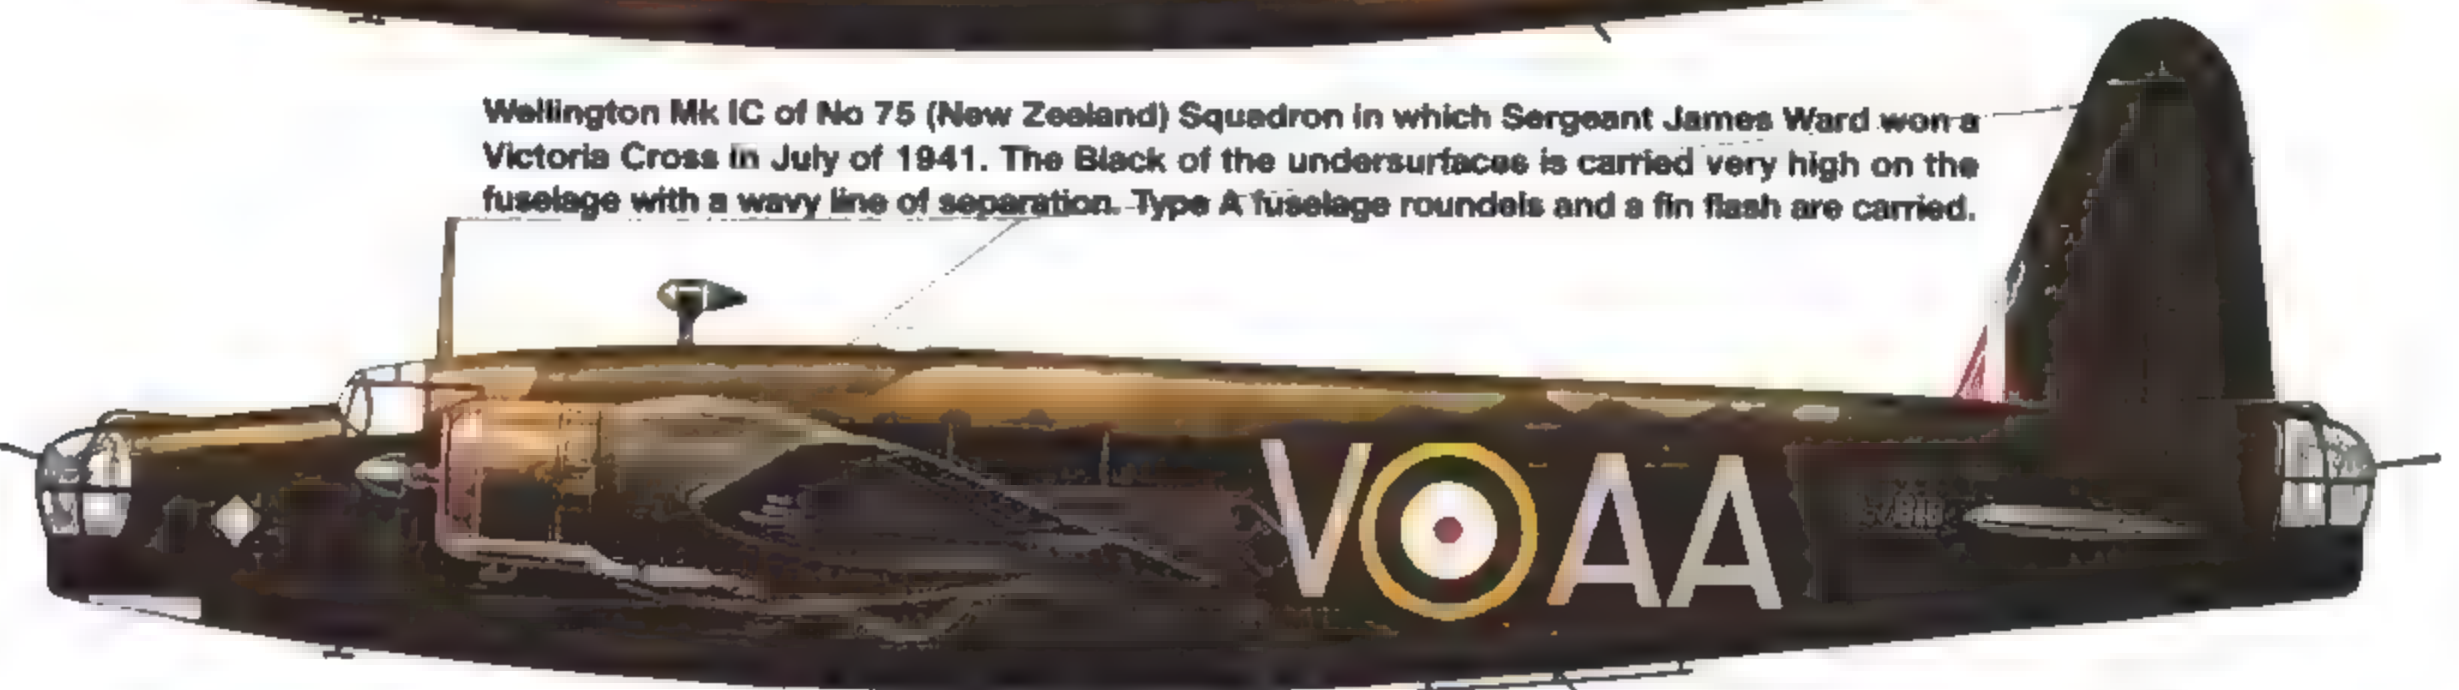 Wellington Mk IC of No 75 (New Zealand) Squadron in which Sergeant James Ward won a
Victoria Cross in July of 1941. The Black of the undersurfaces is carried very high on the
fuselage with a wavy line of separation. Type A fuselage roundels and a fin flash are carried.
V AA